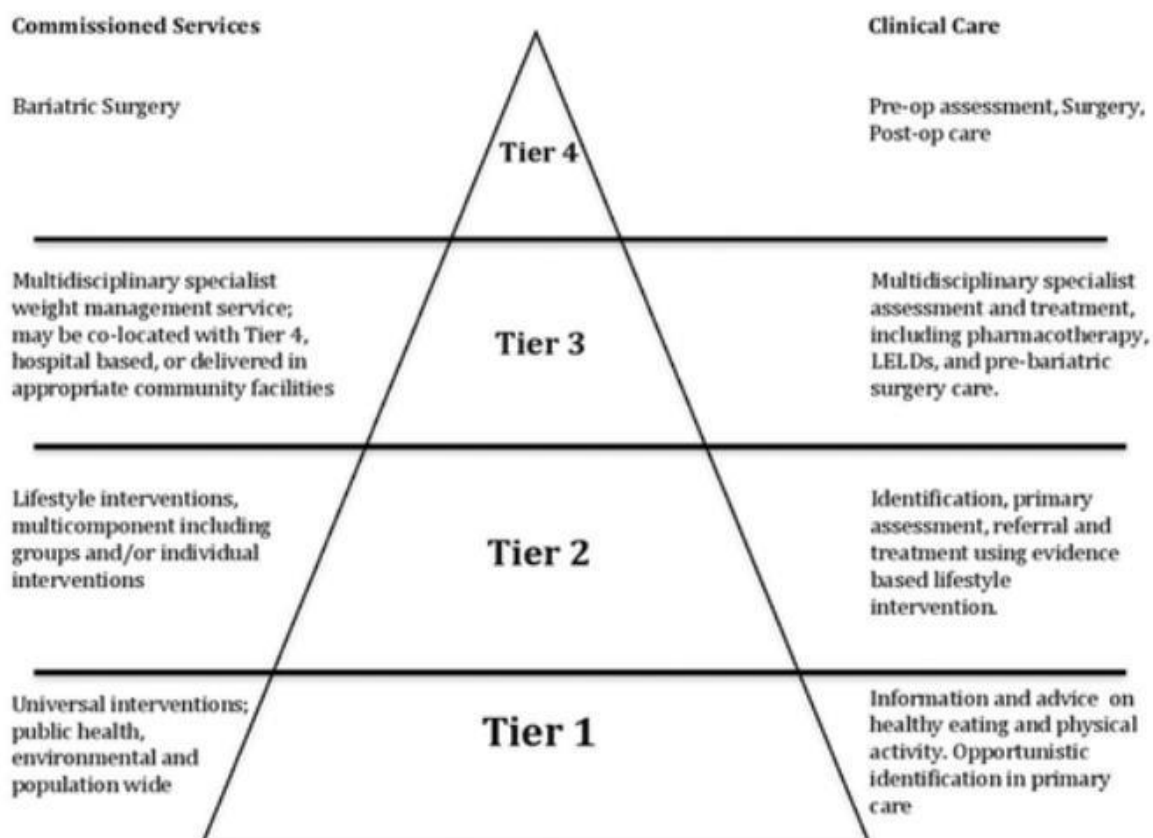 Commissioned Services
Clinical Care
Bariatric Surgery
Pre-op assessment, Surgery,
Post-op care
Tier 4
Multidisciplinary specialist
weight management service;
may be co-located with Tier 4,
hospital based, or delivered in
appropriate community facilities
Tier 3
Multidisciplinary specialist
assessment and treatment,
including pharmacotherapy,
LELDs, and pre-bariatric
surgery care.
Lifestyle interventions,
multicomponent including
groups and/or individual
interventions
Tier 2
Identification, primary
assessment, referral and
treatment using evidence
based lifestyle
intervention.
Universal interventions;
public health,
environmental and
population wide
Tier 1
Information and advice on
healthy eating and physical
activity. Opportunistic
identification in primary
care